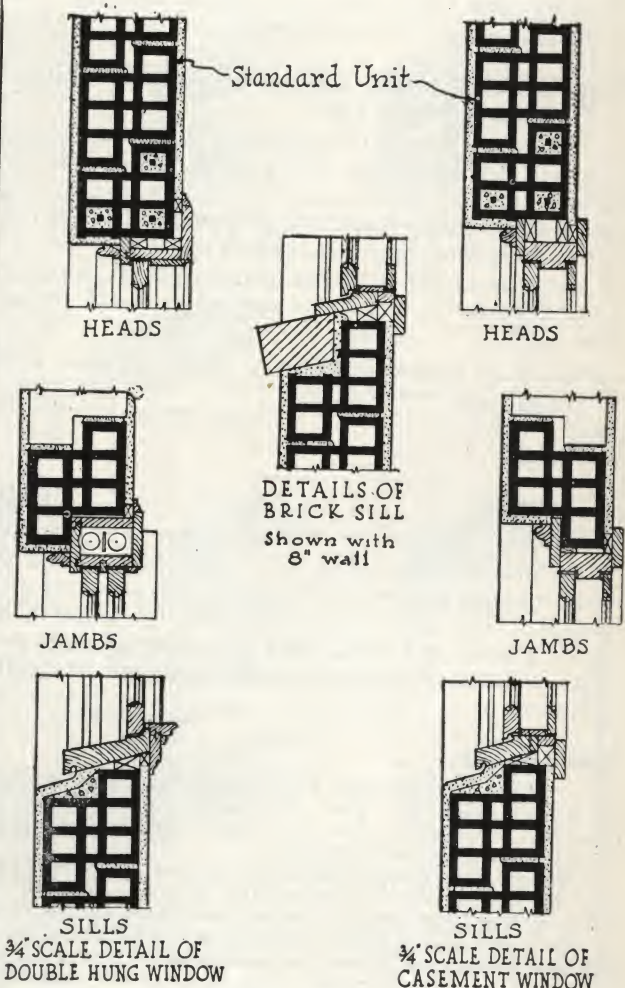 Standard Unit
HEADS
HEADS
DETAILS OF
BRICK SILL
Shown with
8" wall
JAMBS
JAMBS
SILLS
¾" SCALE DETAIL OF
DOUBLE HUNG WINDOW
SILLS
¾" SCALE DETAIL OF
CASEMENT WINDOW